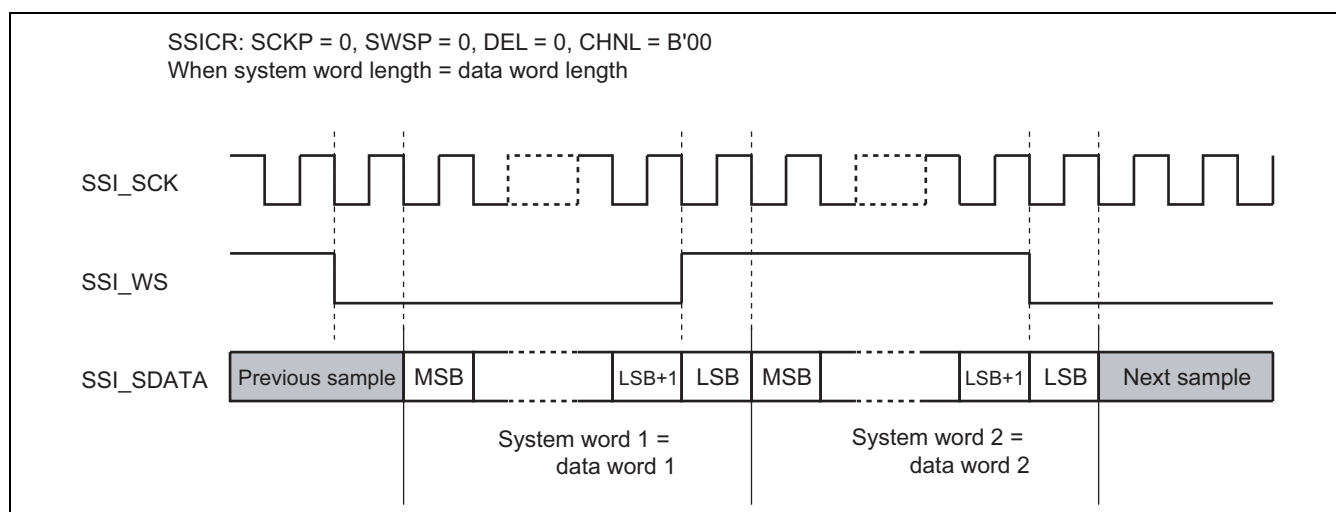 SSICR: SCKP = 0, SWSP = 0, DEL = 0, CHNL = B'00
When system word length = data word length
SSI_SCK
SSI_WS
SSI_SDATA
Previous sample
MSB
LSB+1
LSB
MSB
LSB+1
LSB
Next sample
System word 1 =
data word 1
System word 2 =
data word 2